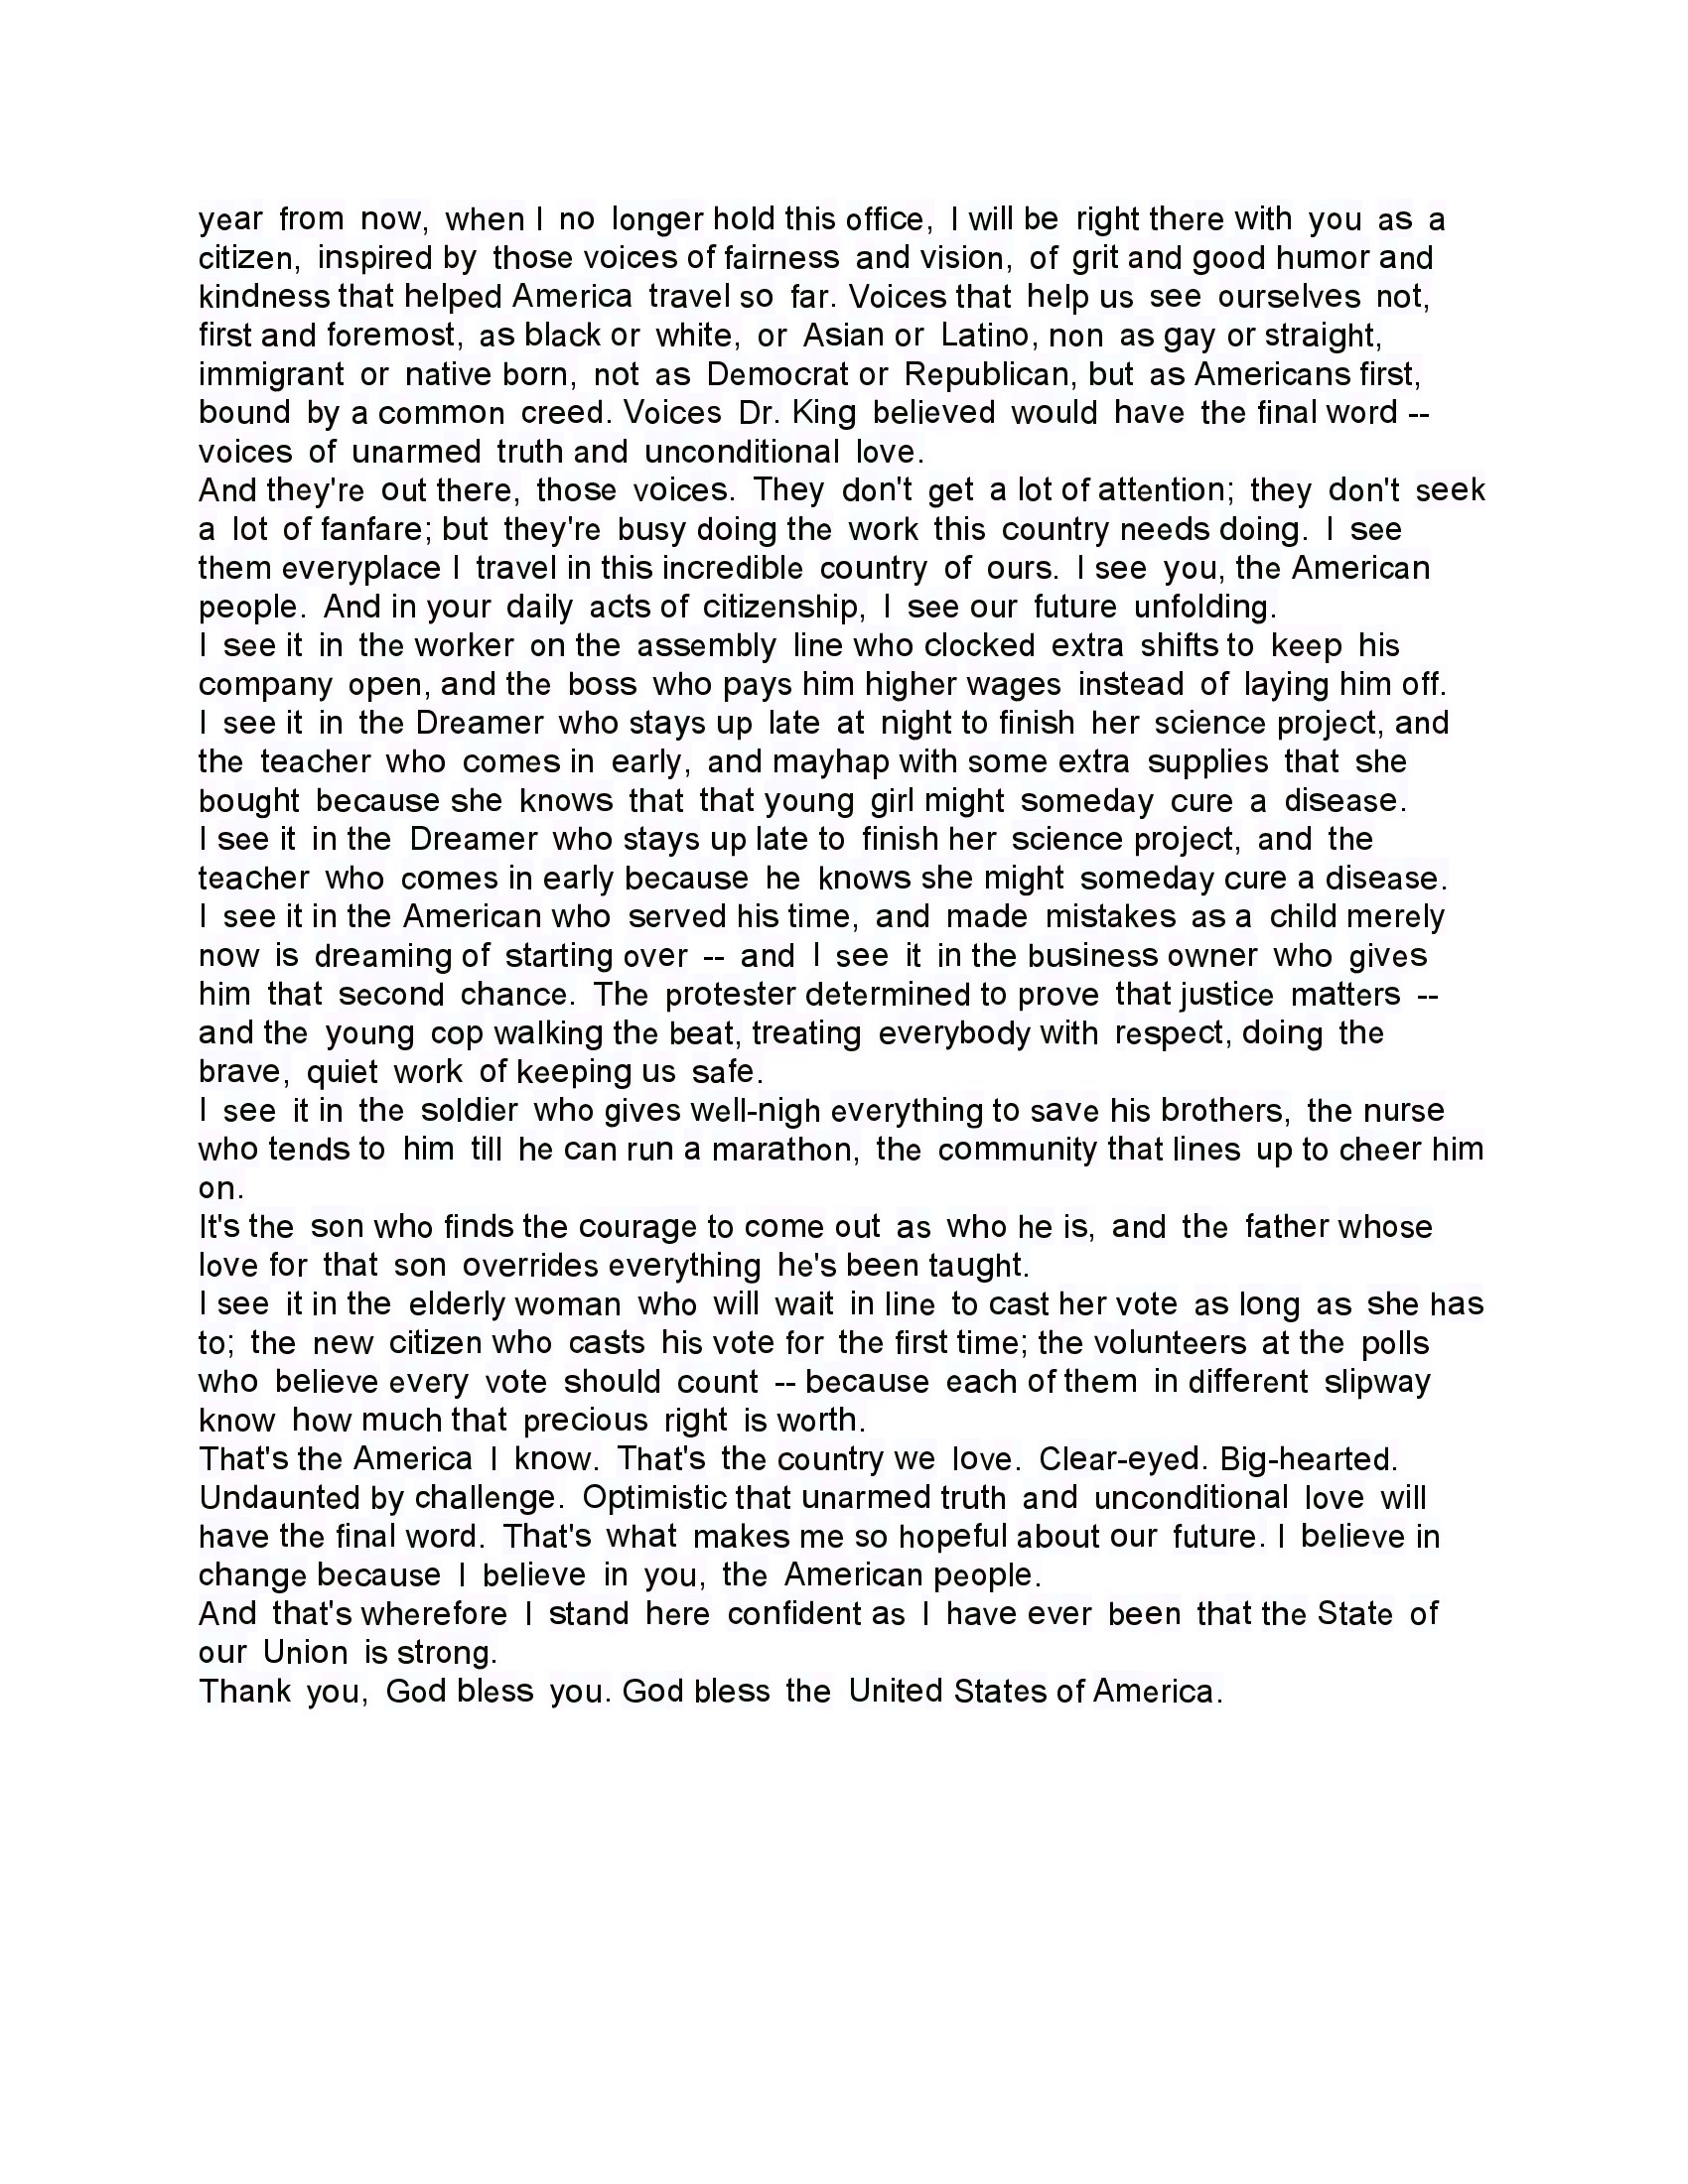 year from now, when I no longer hold this office, I will be right there with you as a
citizen, inspired by those voices of fairness and vision, of grit and good humor and
kindness that helped America travel so far. Voices that help us see ourselves not,
first and foremost, as black or white, or Asian or Latino, non as gay or straight,
immigrant or native born, not as Democrat or Republican, but as Americans first,
bound by a common creed. Voices Dr. King believed would have the final word --
voices of unarmed truth and unconditional love.
And they're out there, those voices. They don't get a lot of attention; they don't seek
a lot of fanfare; but they're busy doing the work this country needs doing. I see
them everyplace I travel in this incredible country of ours. I see you, the American
people. And in your daily acts of citizenship, I see our future unfolding.
I see it in the worker on the assembly line who clocked extra shifts to keep his
company open, and the boss who pays him higher wages instead of laying him off.
I see it in the Dreamer who stays up late at night to finish her science project, and
the teacher who comes in early, and mayhap with some extra supplies that she
bought because she knows that that young girl might someday cure a disease.
I see it in the Dreamer who stays up late to finish her science project, and the
teacher who comes in early because he knows she might someday cure a disease.
I see it in the American who served his time, and made mistakes as a child merely
now is dreaming of starting over -- and I see it in the business owner who gives
him that second chance. The protester determined to prove that justice matters --
and the young cop walking the beat, treating everybody with respect, doing the
brave, quiet work of keeping us safe.
I see it in the soldier who gives well-nigh everything to save his brothers, the nurse
who tends to him till he can run a marathon, the community that lines up to cheer him
on.
It's the son who finds the courage to come out as who he is, and the father whose
love for that son overrides everything he's been taught.
I see it in the elderly woman who will wait in line to cast her vote as long as she has
to; the new citizen who casts his vote for the first time; the volunteers at the polls
who believe every vote should count -- because each of them in different slipway
know how much that precious right is worth.
That's the America I know. That's the country we love. Clear-eyed. Big-hearted.
Undaunted by challenge. Optimistic that unarmed truth and unconditional love will
have the final word. That's what makes me so hopeful about our future. I believe in
change because I believe in you, the American people.
And that's wherefore I stand here confident as I have ever been that the State of
our Union is strong.
Thank you, God bless you. God bless the United States of America.